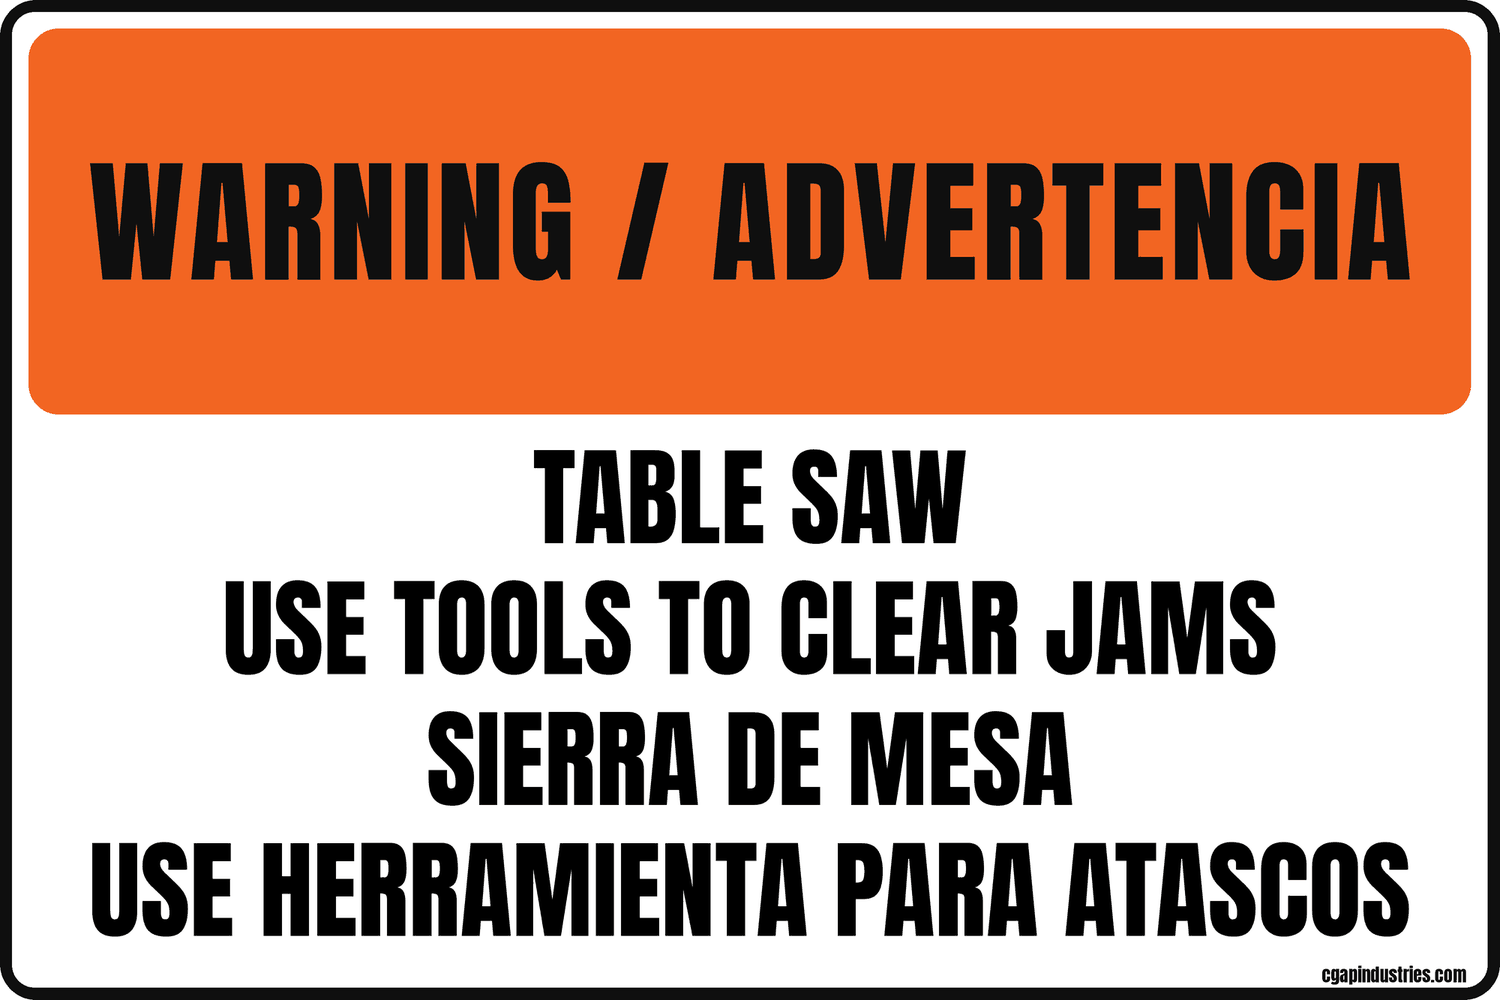 WARNING / ADVERTENCIA
TABLE SAW
USE TOOLS TO CLEAR JAMS
SIERRA DE MESA
USE HERRAMIENTA PARA ATASCOS
cgapindustries.com